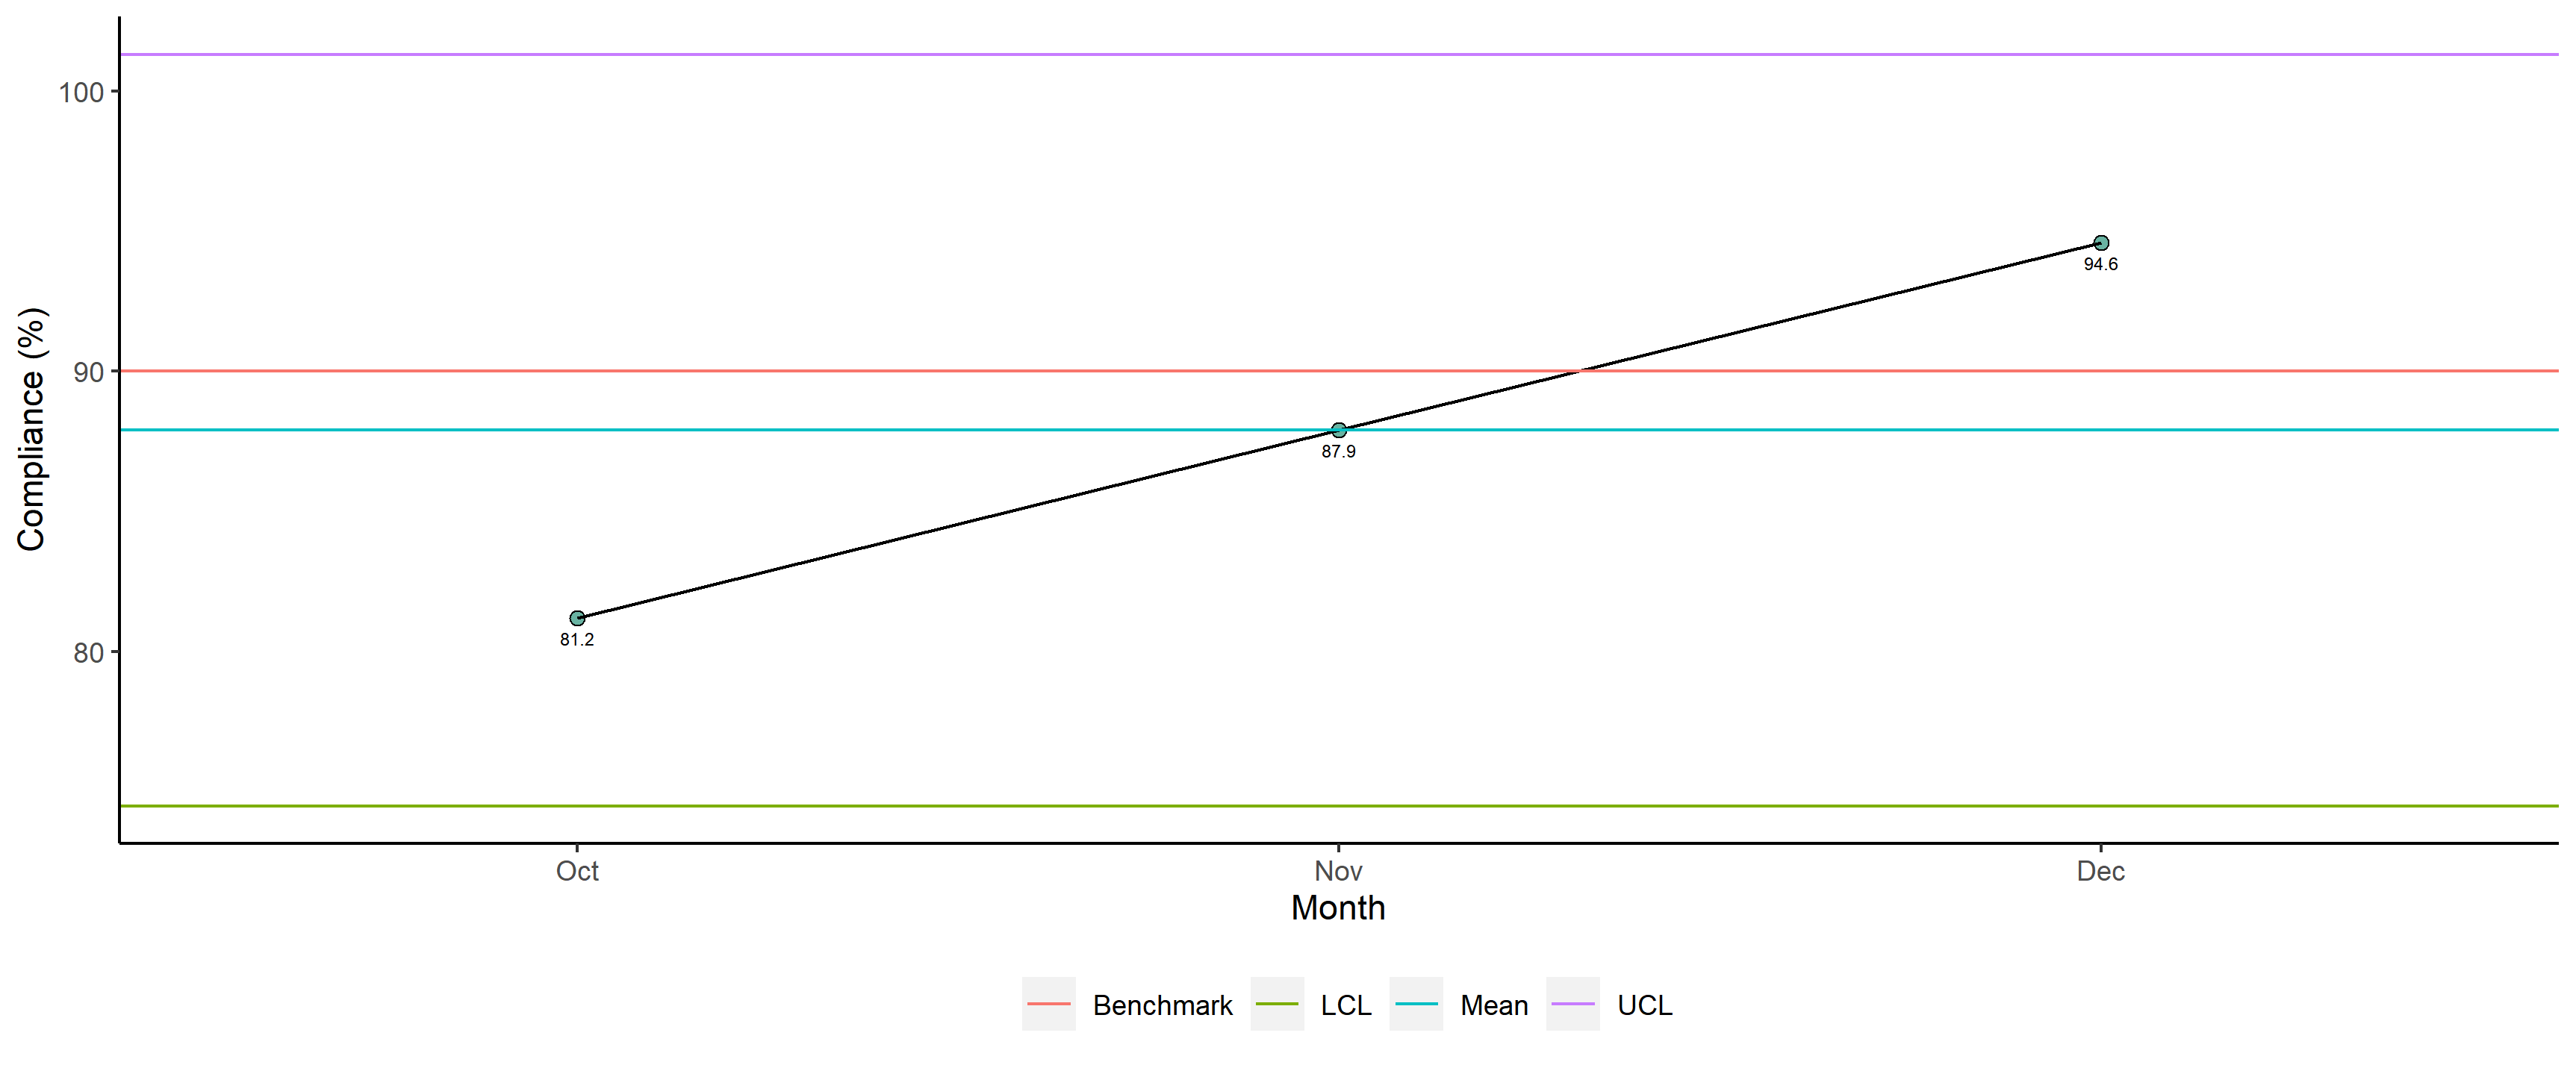 100
90
80
Compliance (%)
94.6
87.9
81.2
Oct Nov Dec
Month
Benchmark LCL Mean UCL